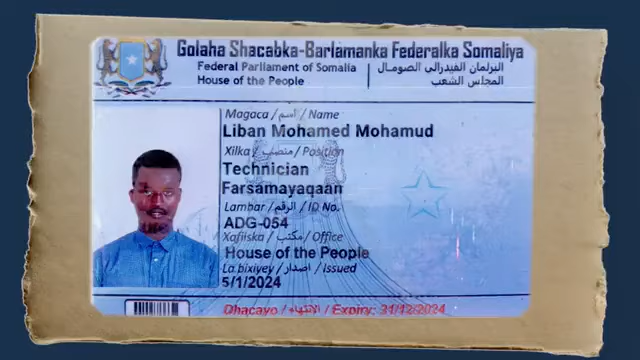 Golaha Shacabka-Barlamanka Federalka Somaliya
Federal Parliament of Somalia
House of the People
البرلمان الفيدرالي الصومال
المجلس الشعب
Magaca / اسم / Name
Liban Mohamed Mohamud
Xilka / منصب / Position
Technician
Farsamayaqaan
Lambar / الرقم / ID No.
ADG-054
Xafiiska / مكتب / Office
House of the People
La bixiyey / اصدار / Issued
5/1/2024
Dhacayo / الانتهاء / Expiry: 31/12/2024